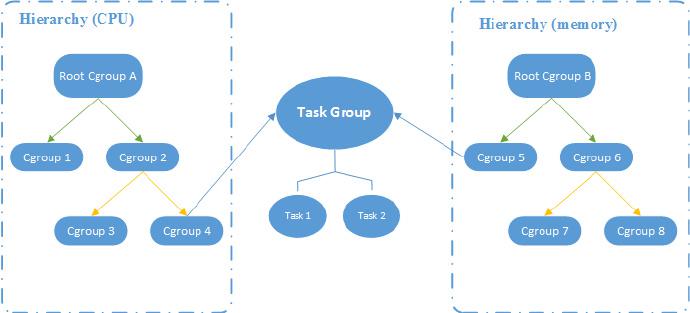 Hierarchy (CPU)
Root Cgroup A
Cgroup 1
Cgroup 2
Cgroup 3
Cgroup 4
Task Group
Task 1
Task 2
Hierarchy (memory)
Root Cgroup B
Cgroup 5
Cgroup 6
Cgroup 7
Cgroup 8